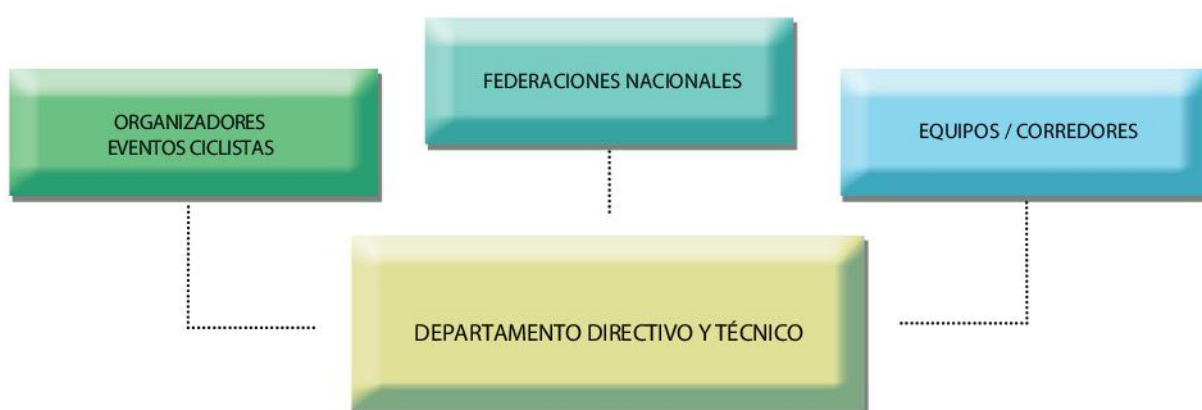 FEDERACIONES NACIONALES
ORGANIZADORES
EVENTOS CICLISTAS
EQUIPOS / CORREDORES
DEPARTAMENTO DIRECTIVO Y TÉCNICO